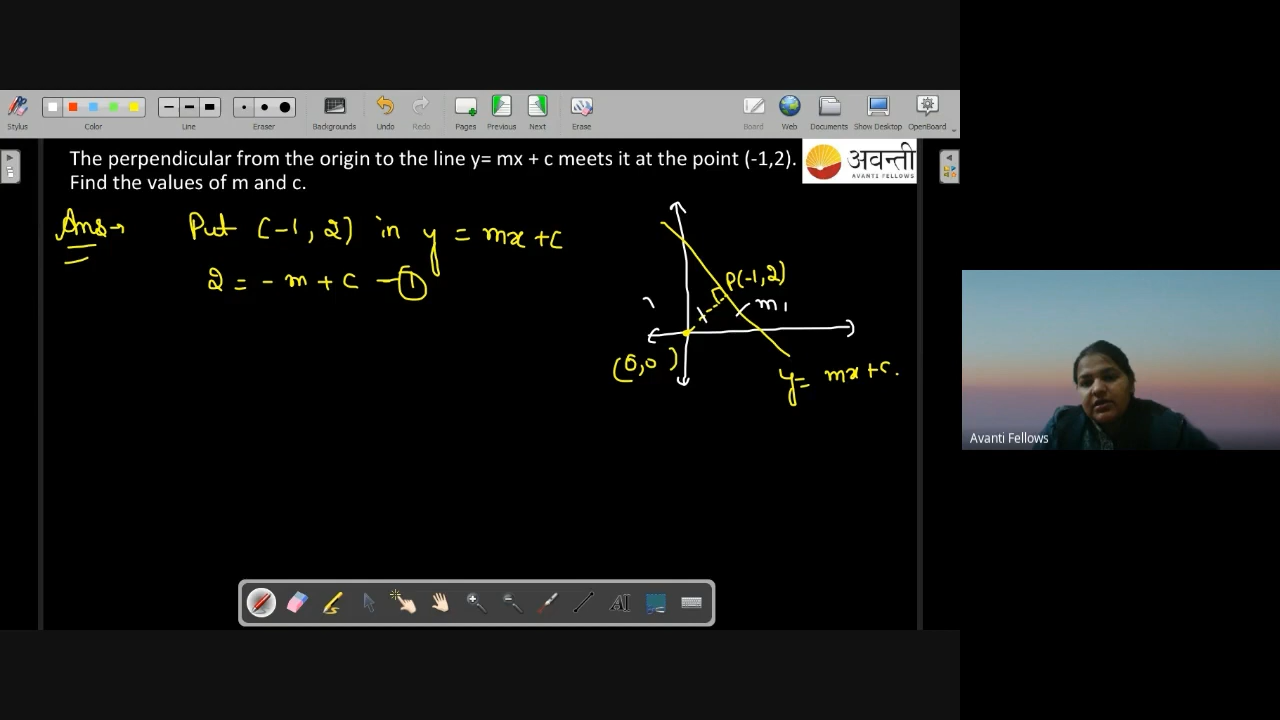 Stylus
Color
Line
Eraser
Backgrounds
Undo
Redo
Pages
Previous
Next
Erase
Board
Web
Documents
Show Desktop
OpenBoard
The perpendicular from the origin to the line y= mx + c meets it at the point (-1,2).
Find the values of m and c.
अवन्ती
AVANTI FELLOWS
Ans→ Put (-1, 2) in y = mx + c
2 = - m + c — ①
P(-1,2)
m1
(0,0)
y= mx + c.
AI
Avanti Fellows